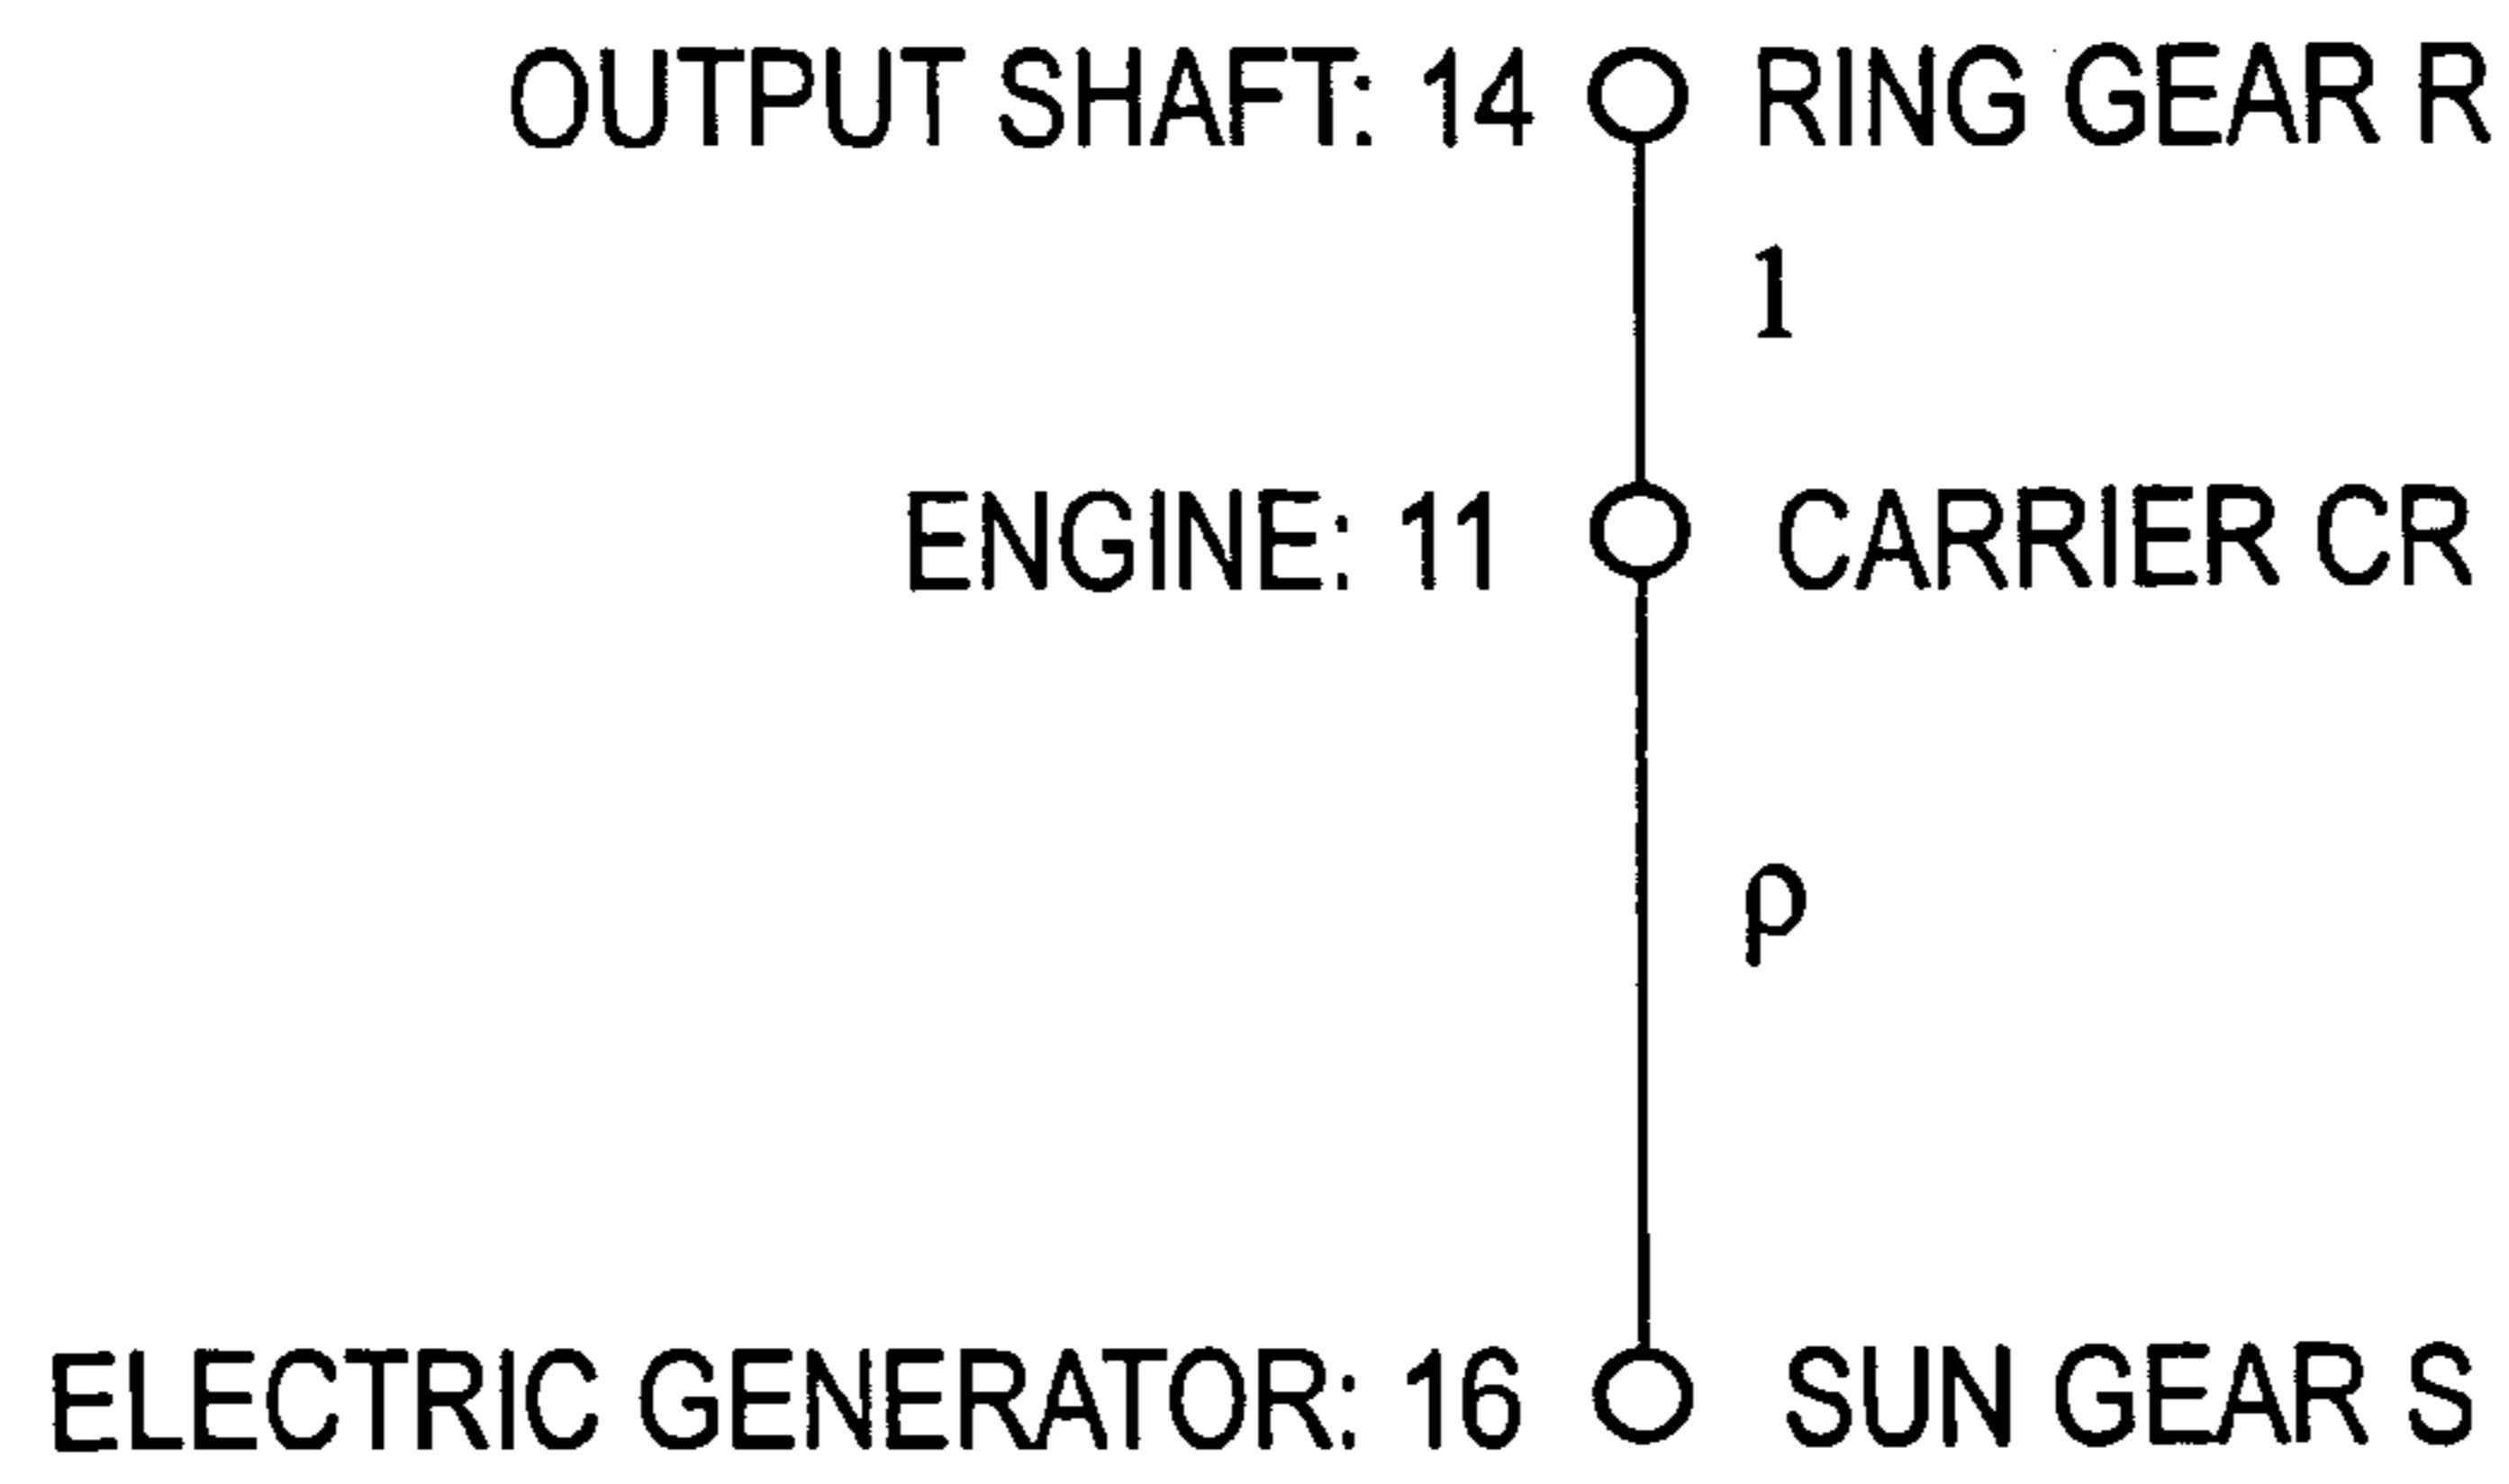 OUTPUT SHAFT: 14 RING GEAR R
1
ENGINE: 11 CARRIER CR
ρ
ELECTRIC GENERATOR: 16 SUN GEAR S